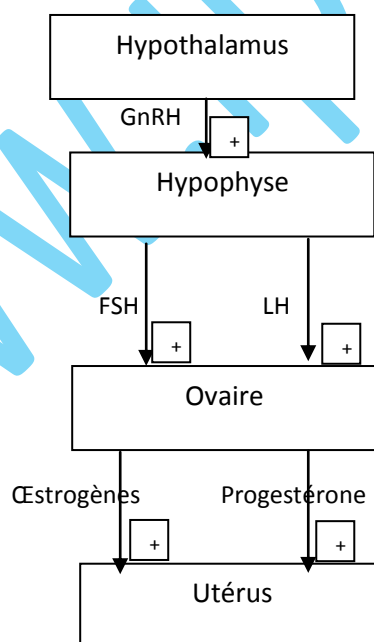 Hypothalamus
GnRH
+
Hypophyse
FSH
LH
+
+
Ovaire
Œstrogènes
Progestérone
+
+
Utérus